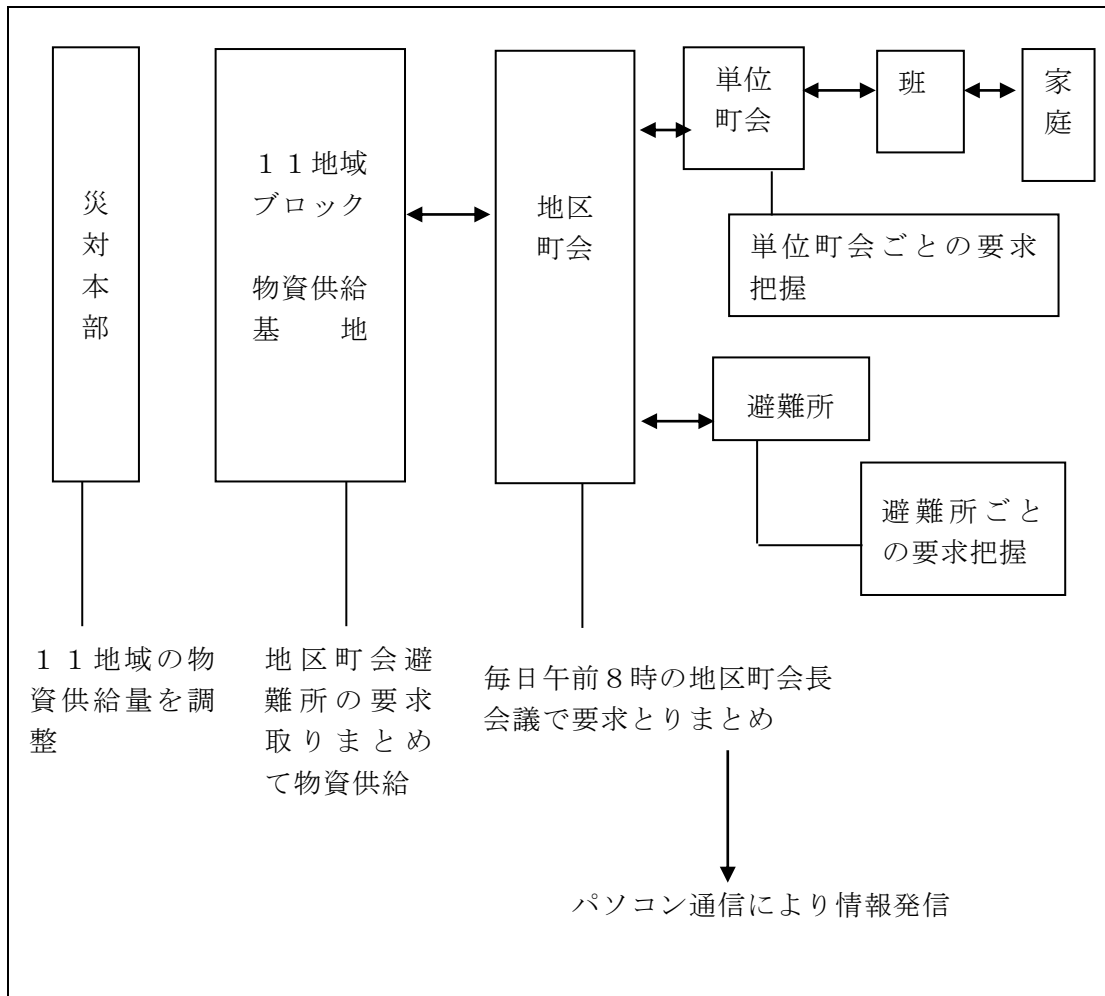 災対本部
１１地域
ブロック
物資供給
基地
地区
町会
単位
町会
班
家庭
単位町会ごとの要求
把握
避難所
避難所ごと
の要求把握
１１地域の物
資供給量を調
整
地区町会避
難所の要求
取りまとめ
て物資供給
毎日午前８時の地区町会長
会議で要求とりまとめ
パソコン通信により情報発信